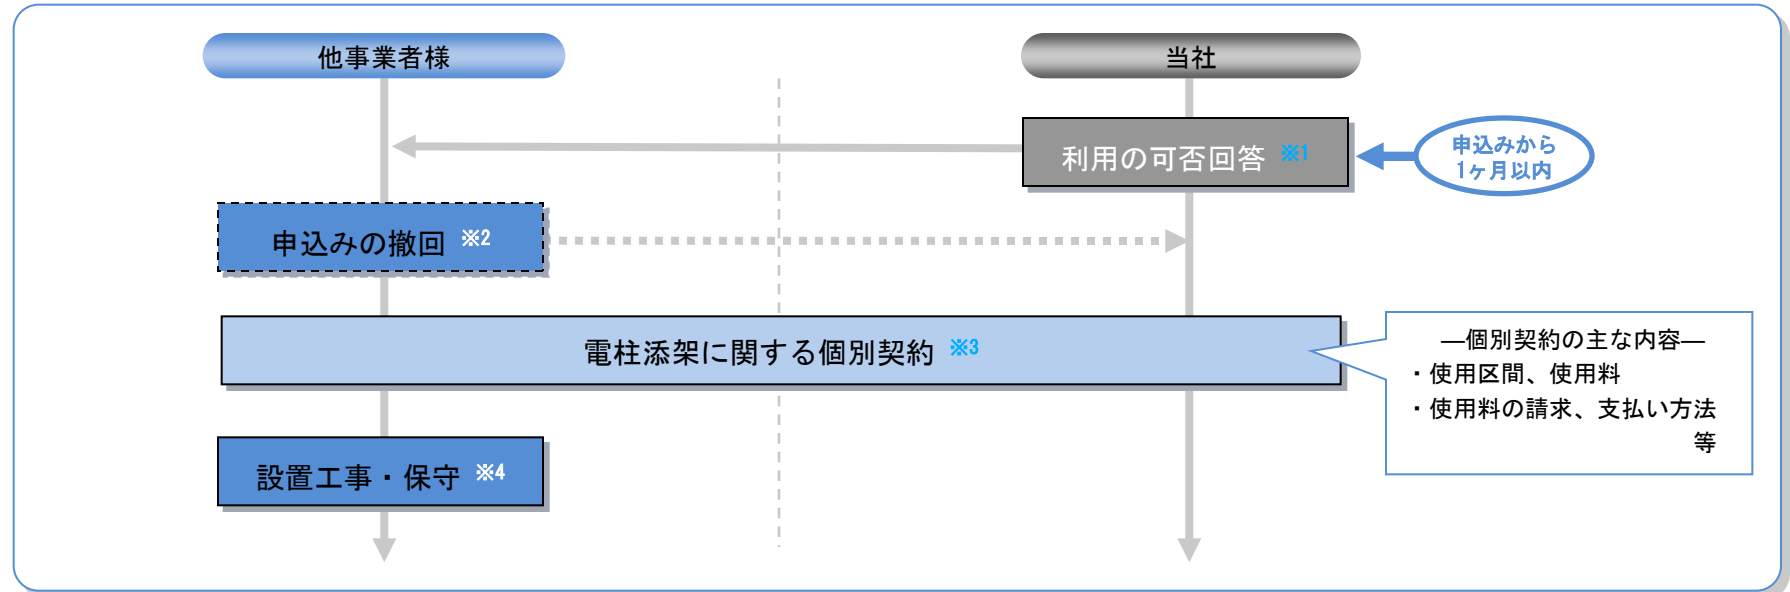 他事業者様
当社
利用の可否回答 ※1
申込みから
1ヶ月以内
申込みの撤回 ※2
電柱添架に関する個別契約 ※3
―個別契約の主な内容―
・使用区間、使用料
・使用料の請求、支払い方法
等
設置工事・保守 ※4